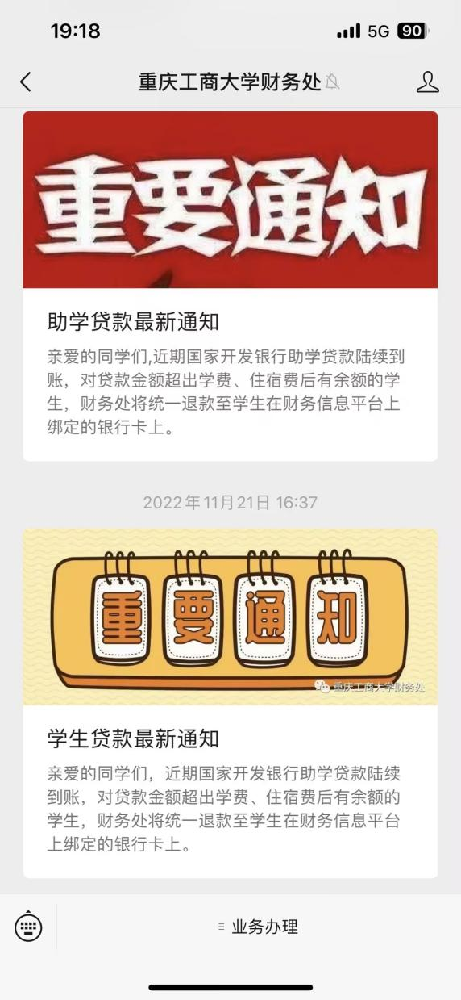 19:18 5G 90
重庆工商大学财务处
重要通知
助学贷款最新通知
亲爱的同学们,近期国家开发银行助学贷款陆续到
账，对贷款金额超出学费、住宿费后有余额的学
生，财务处将统一退款至学生在财务信息平台上
绑定的银行卡上。
2022年11月21日 16:37
重要通知
重庆工商大学财务处
学生贷款最新通知
亲爱的同学们，近期国家开发银行助学贷款陆续
到账，对贷款金额超出学费、住宿费后有余额的
学生，财务处将统一退款至学生在财务信息平台
上绑定的银行卡上。
业务办理